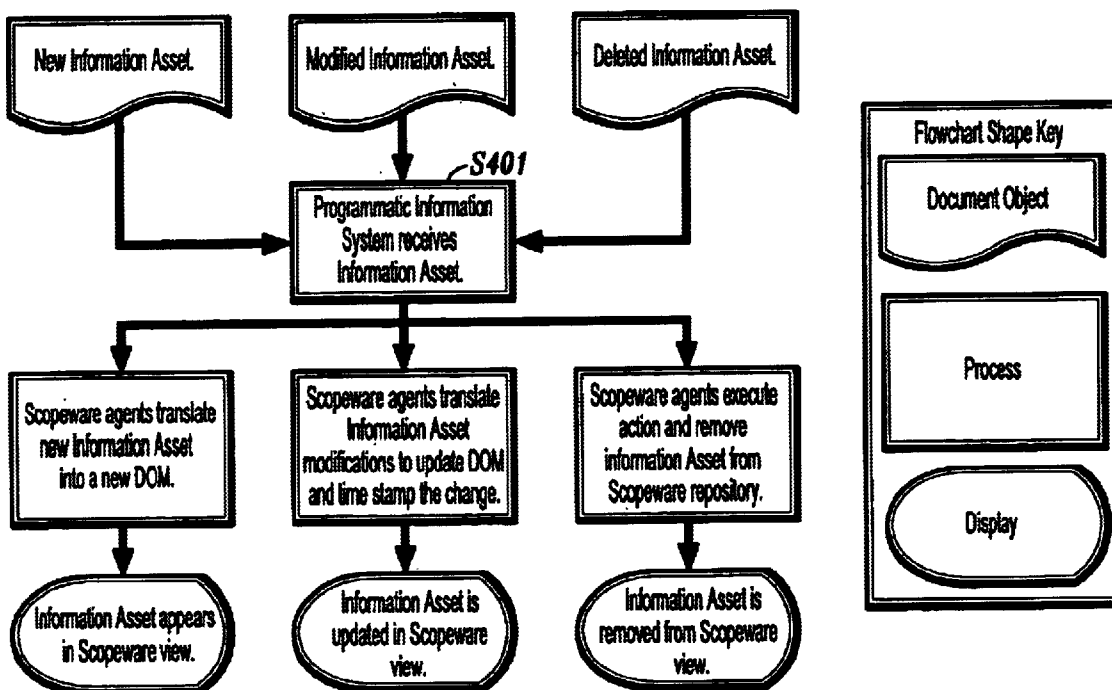 New Information Asset.
Modified Information Asset.
Deleted Information Asset.
S401
Programmatic Information
System receives
Information Asset.
Scopeware agents translate
new Information Asset
into a new DOM.
Scopeware agents translate
Information Asset
modifications to update DOM
and time stamp the change.
Scopeware agents execute
action and remove
information Asset from
Scopeware repository.
Information Asset appears
in Scopeware view.
Information Asset is
updated in Scopeware
view.
Information Asset is
removed from Scopeware
view.
Flowchart Shape Key
Document Object
Process
Display